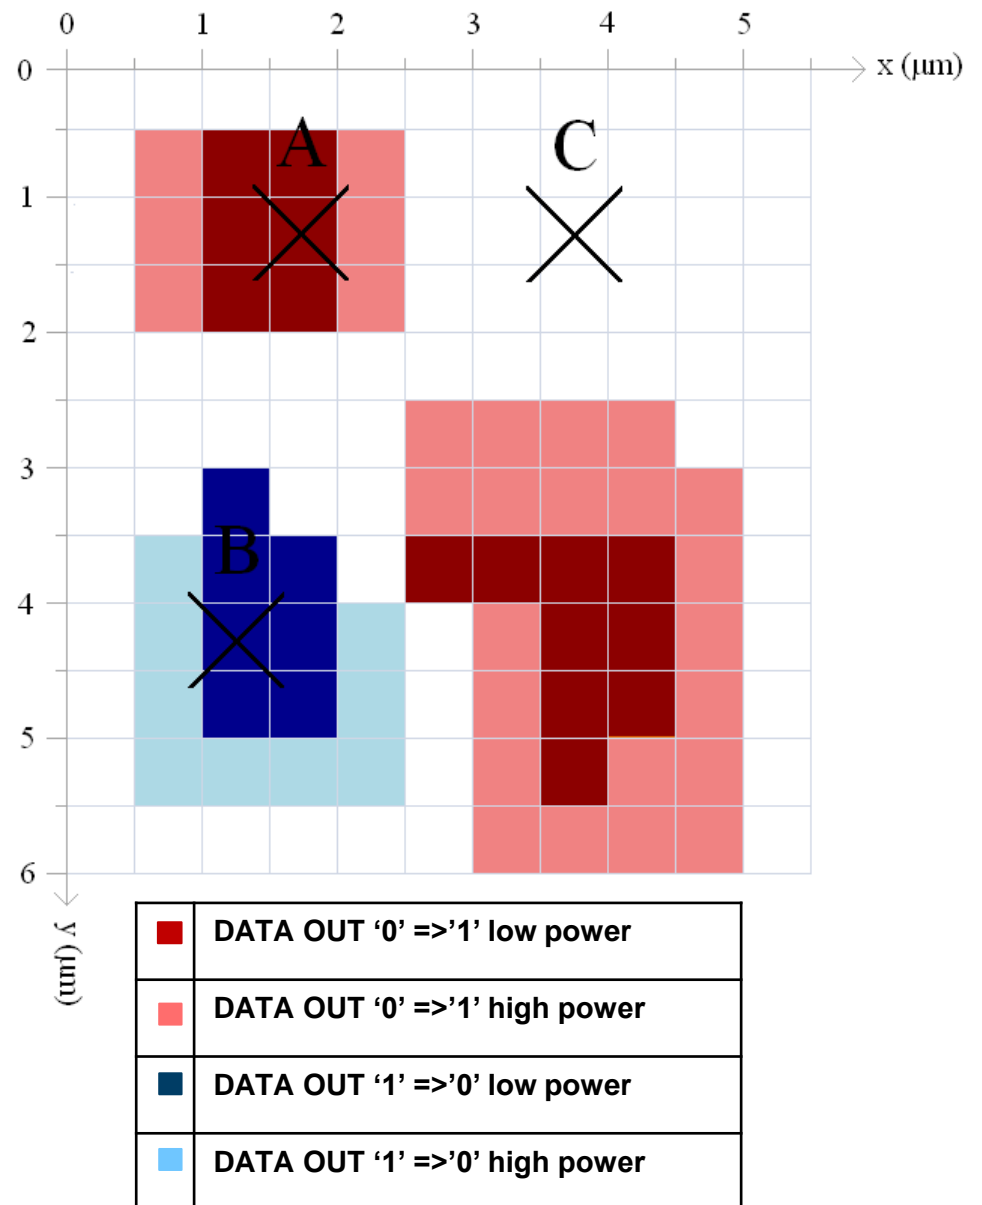 0 1 2 3 4 5
0 x (µm)
A C
1
2
3
B
4
5
6
y (µm)
DATA OUT ‘0’ =>’1’ low power
DATA OUT ‘0’ =>’1’ high power
DATA OUT ‘1’ =>’0’ low power
DATA OUT ‘1’ =>’0’ high power